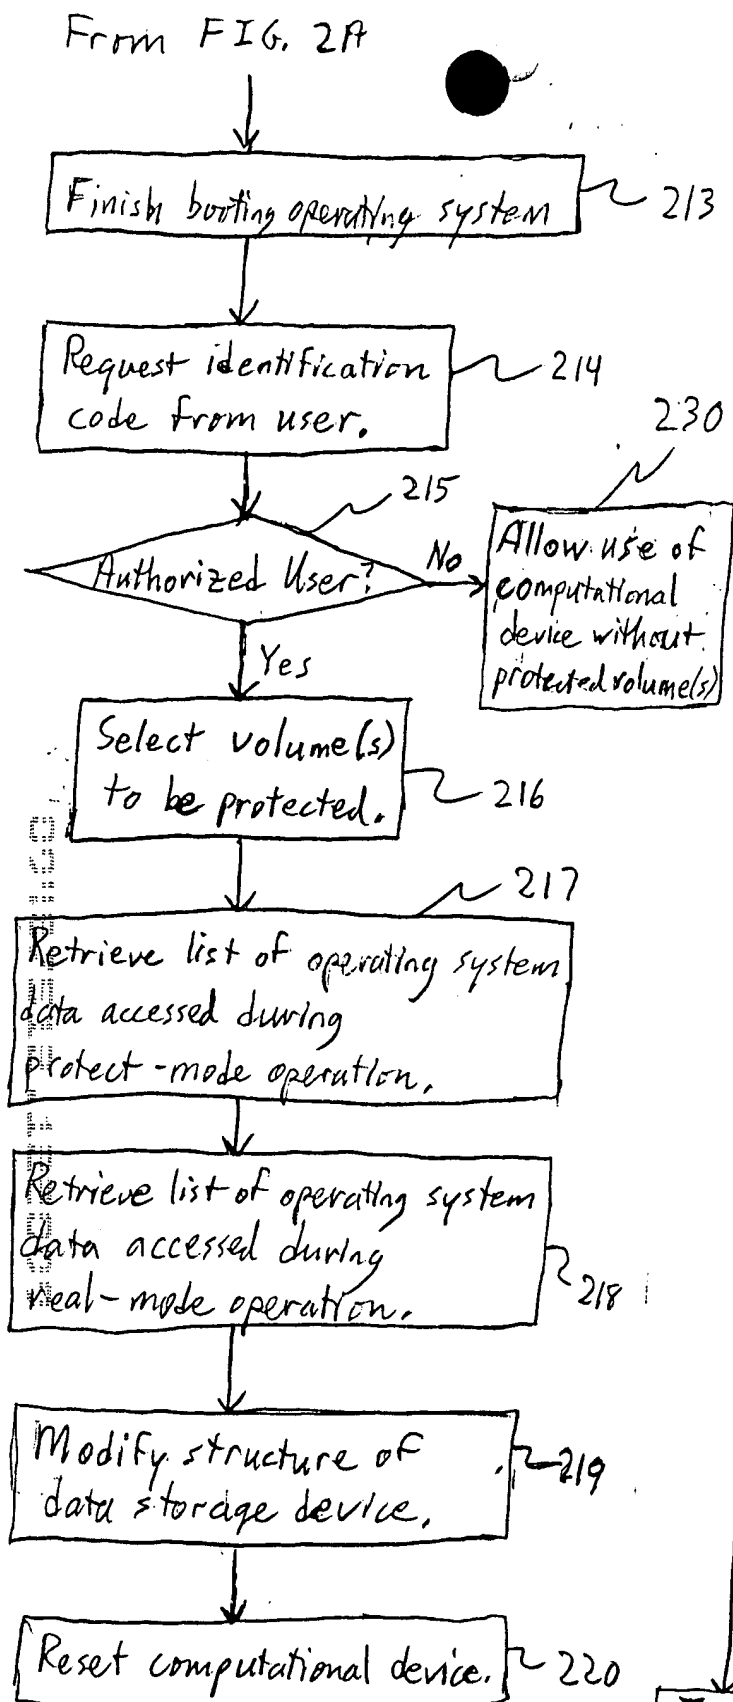 From FIG. 2A
Finish booting operating system
213
Request identification
code from user.
214
230
215
Authorized User?
No
Allow use of
computational
device without
protected volume(s)
Yes
Select volume(s)
to be protected.
216
217
Retrieve list of operating system
data accessed during
protect-mode operation.
Retrieve list of operating system
data accessed during
real-mode operation.
218
Modify structure of
data storage device.
219
Reset computational device.
220